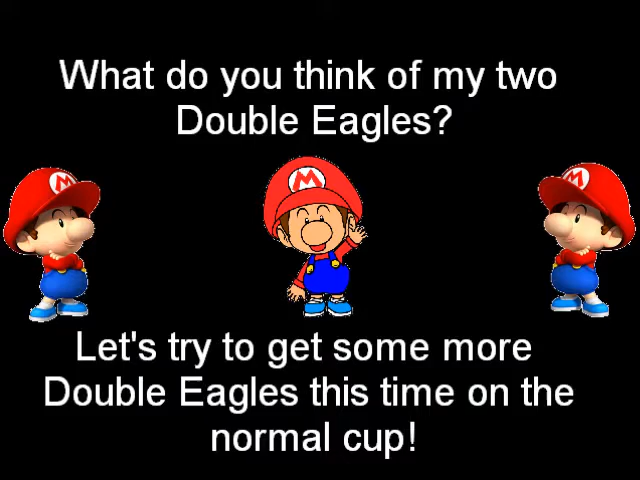 What do you think of my two
Double Eagles?
M
M
M
Let's try to get some more
Double Eagles this time on the
normal cup!